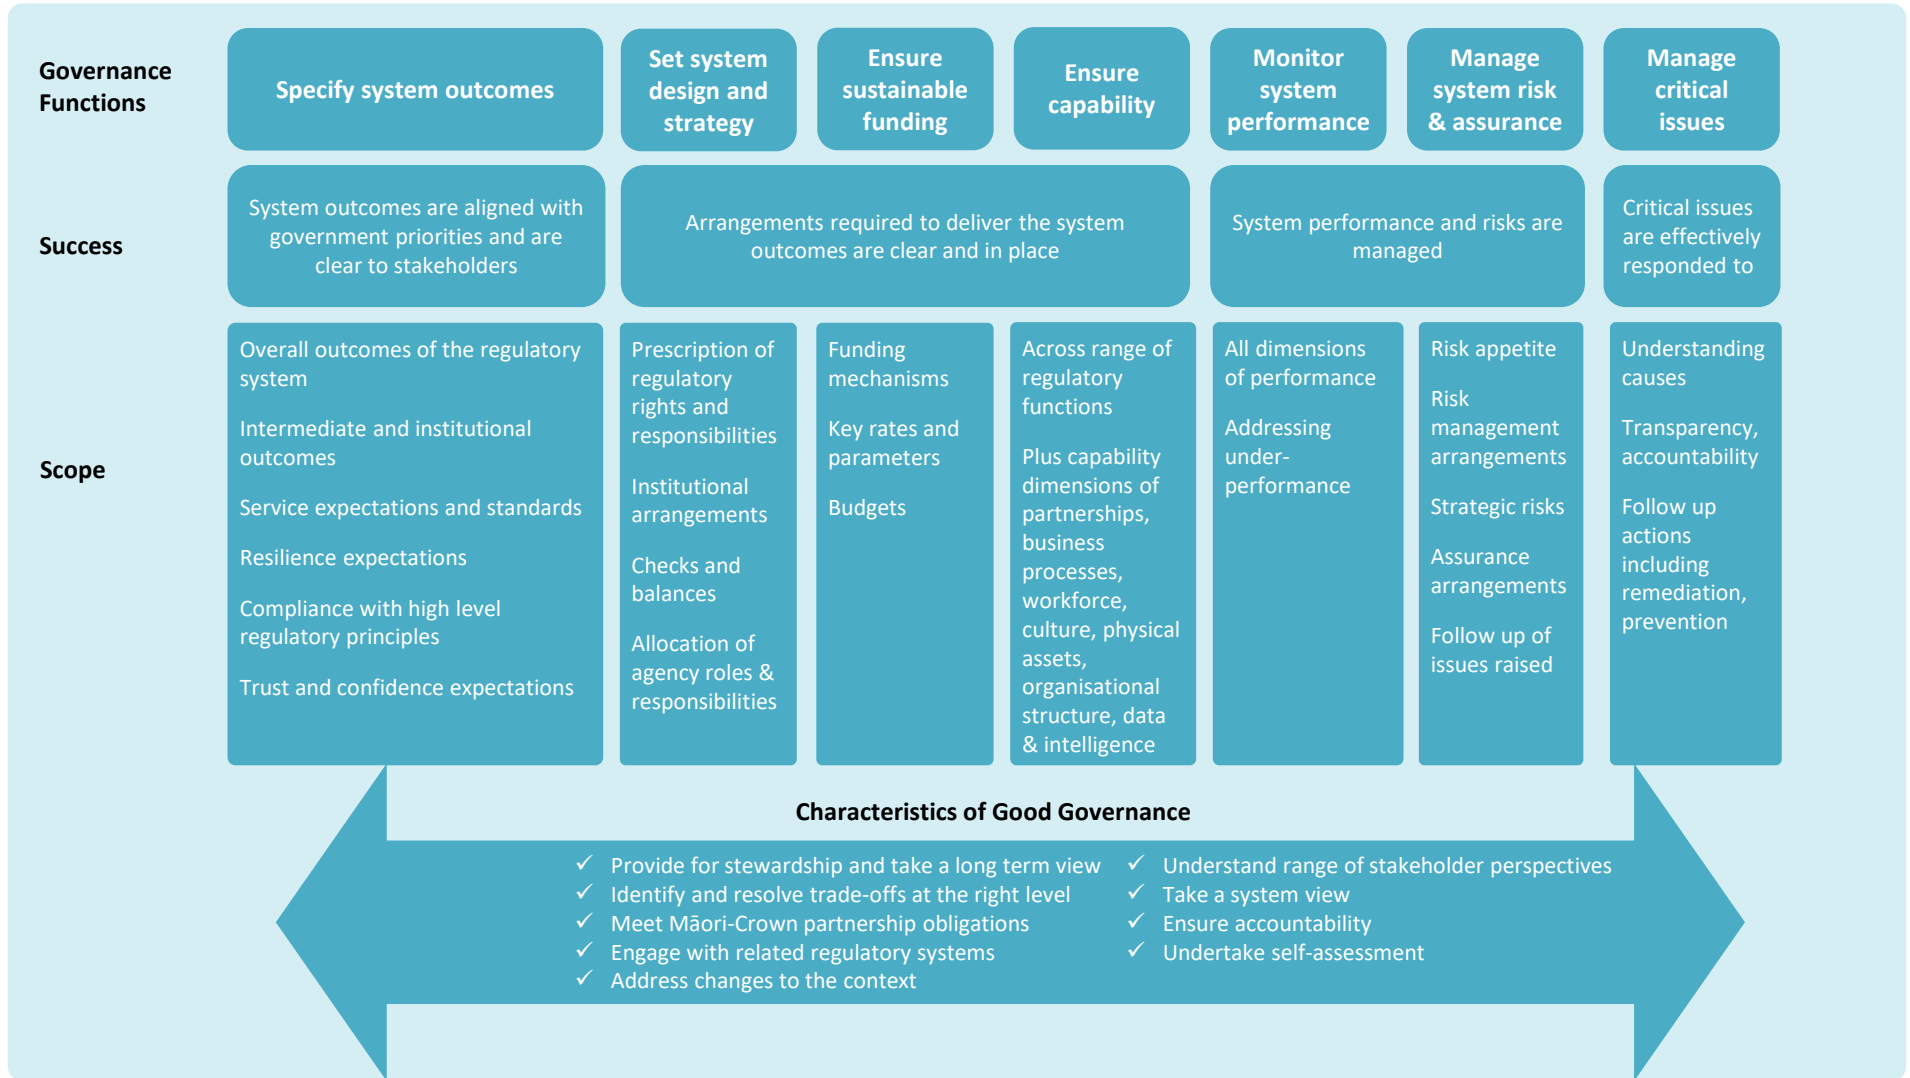 Governance
Functions
Specify system outcomes
Set system
design and
strategy
Ensure
sustainable
funding
Ensure
capability
Monitor
system
performance
Manage
system risk
& assurance
Manage
critical
issues
Success
System outcomes are aligned with
government priorities and are
clear to stakeholders
Arrangements required to deliver the system
outcomes are clear and in place
System performance and risks are
managed
Critical issues
are effectively
responded to
Scope
Overall outcomes of the regulatory
system
Intermediate and institutional
outcomes
Service expectations and standards
Resilience expectations
Compliance with high level
regulatory principles
Trust and confidence expectations
Prescription of
regulatory
rights and
responsibilities
Institutional
arrangements
Checks and
balances
Allocation of
agency roles &
responsibilities
Funding
mechanisms
Key rates and
parameters
Budgets
Across range of
regulatory
functions
Plus capability
dimensions of
partnerships,
business
processes,
workforce,
culture, physical
assets,
organisational
structure, data
& intelligence
All dimensions
of performance
Addressing
under-
performance
Risk appetite
Risk
management
arrangements
Strategic risks
Assurance
arrangements
Follow up of
issues raised
Understanding
causes
Transparency,
accountability
Follow up
actions
including
remediation,
prevention
Characteristics of Good Governance
✓ Provide for stewardship and take a long term view
✓ Identify and resolve trade-offs at the right level
✓ Meet Māori-Crown partnership obligations
✓ Engage with related regulatory systems
✓ Address changes to the context
✓ Understand range of stakeholder perspectives
✓ Take a system view
✓ Ensure accountability
✓ Undertake self-assessment